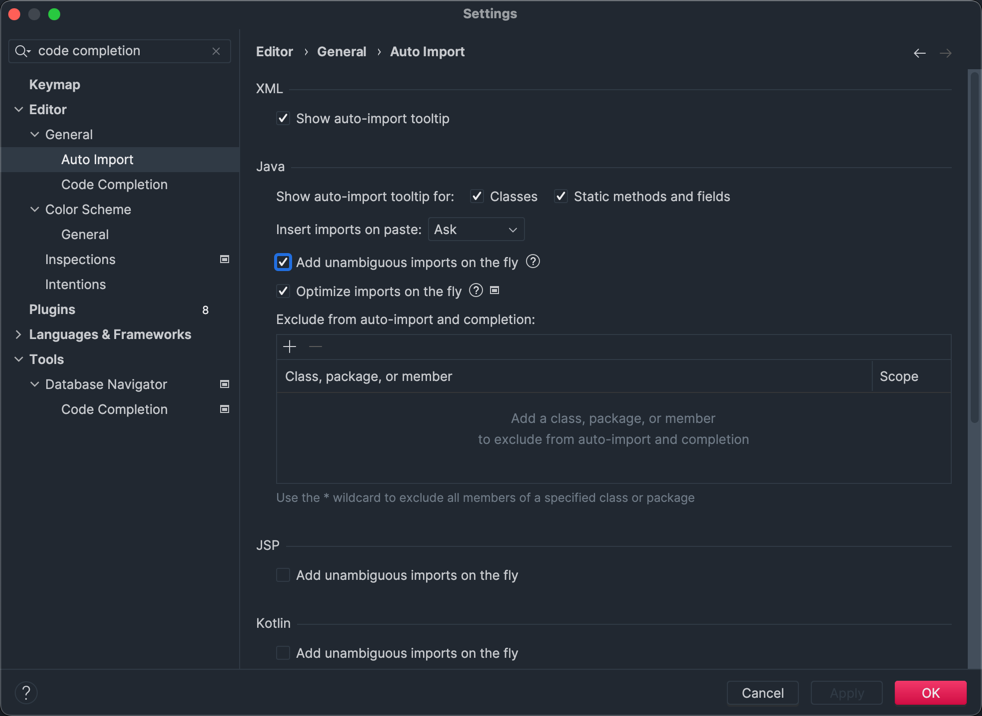 Settings
code completion
Keymap
Editor
General
Auto Import
Code Completion
Color Scheme
General
Inspections
Intentions
Plugins 8
Languages & Frameworks
Tools
Database Navigator
Code Completion
Editor › General › Auto Import
XML
Show auto-import tooltip
Java
Show auto-import tooltip for: Classes Static methods and fields
Insert imports on paste: Ask
Add unambiguous imports on the fly ?
Optimize imports on the fly ?
Exclude from auto-import and completion:
Class, package, or member Scope
Add a class, package, or member
to exclude from auto-import and completion
Use the * wildcard to exclude all members of a specified class or package
JSP
Add unambiguous imports on the fly
Kotlin
Add unambiguous imports on the fly
? Cancel Apply OK